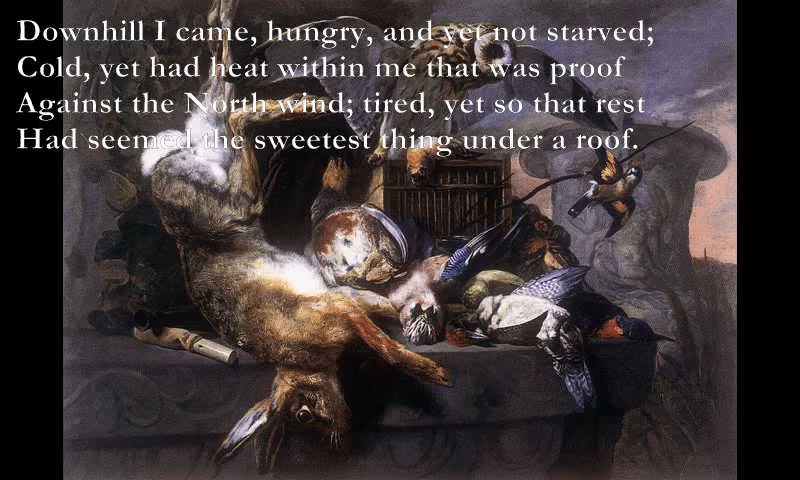 Downhill I came, hungry, and yet not starved;
Cold, yet had heat within me that was proof
Against the North wind; tired, yet so that rest
Had seemed the sweetest thing under a roof.